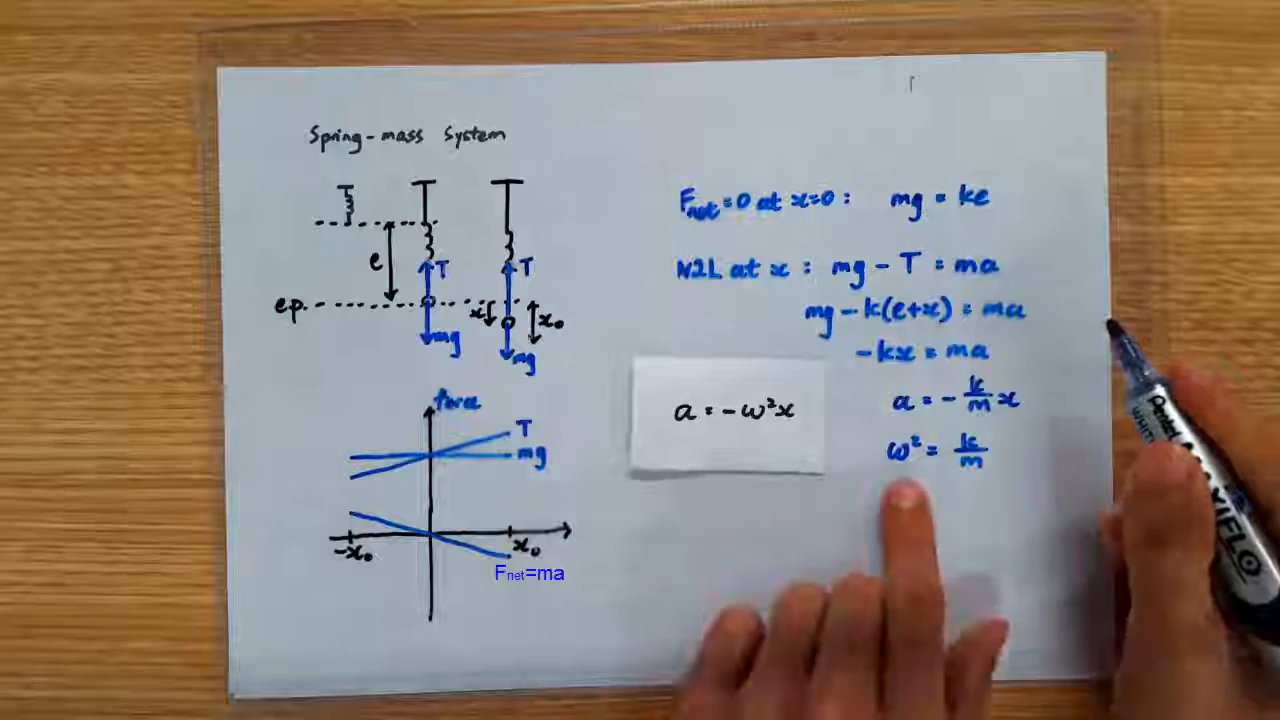 Spring-mass System
e
T
T
e.p.
x
x₀
mg
mg
force
T
mg
-x₀
x₀
Fnet=ma
Fnet=0 at x=0: mg = ke
N2L at x: mg - T = ma
mg - k(e+x) = ma
-kx = ma
a = - k/m x
ω² = k/m
a = -ω²x
Pentel
MAXIFLO